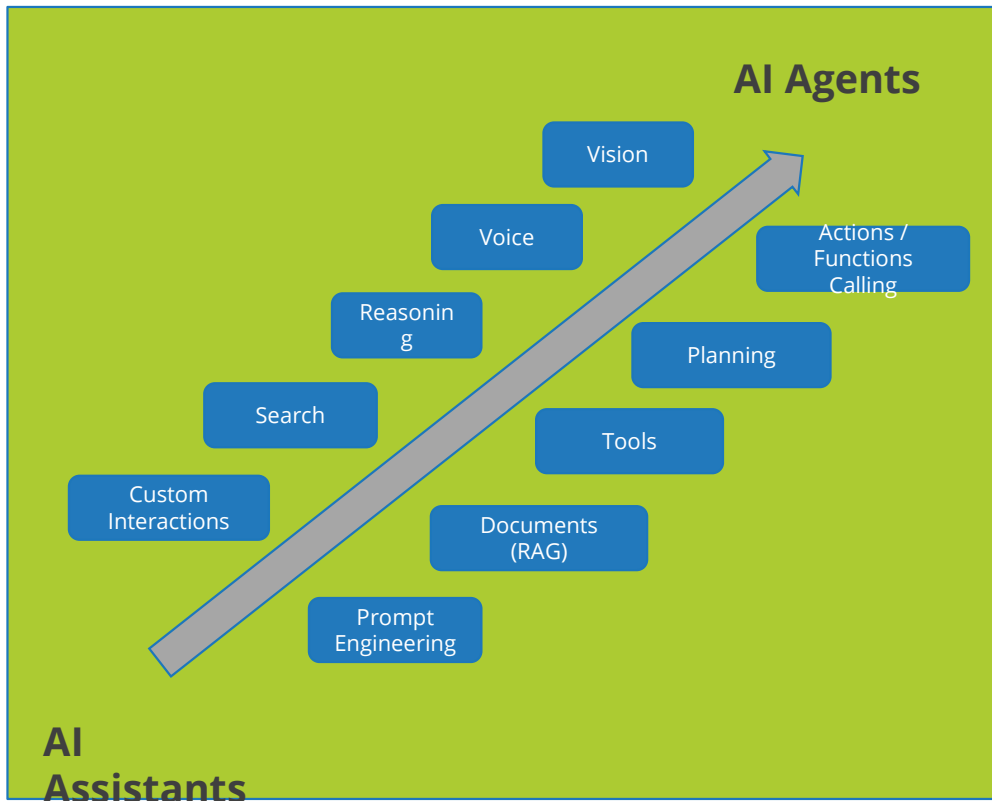 AI Agents
Vision
Voice
Actions /
Functions
Calling
Reasonin
g
Planning
Search
Tools
Custom
Interactions
Documents
(RAG)
Prompt
Engineering
AI
Assistants